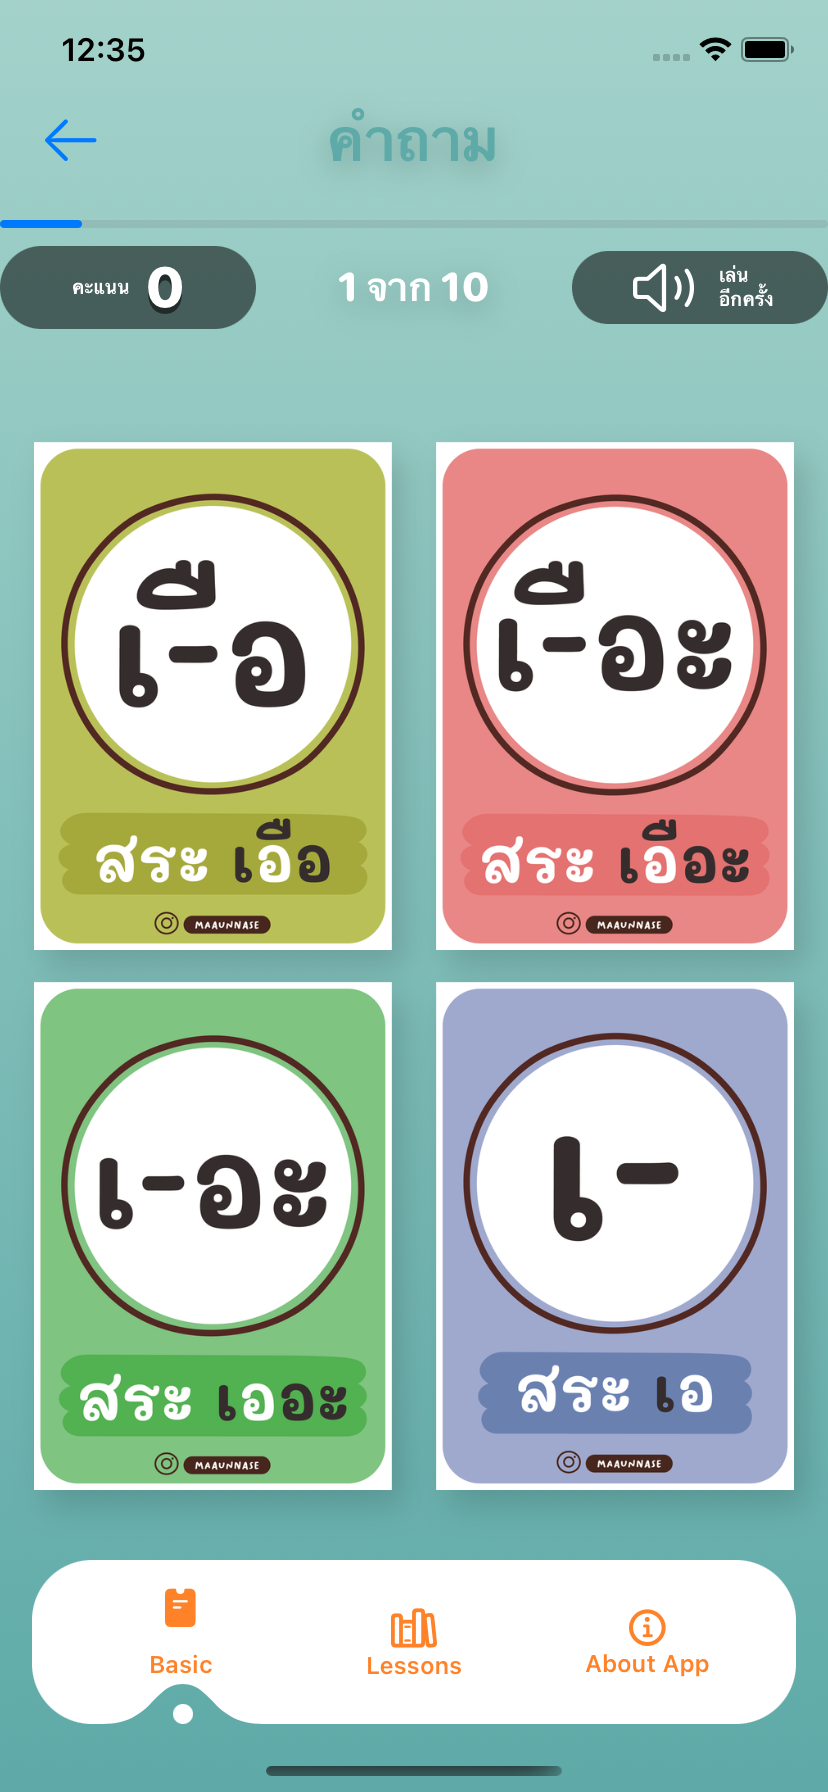 12:35
คำถาม
คะแนน 0
1 จาก 10
เล่น
อีกครั้ง
เ-ือ
สระ เอือ
MAAUNNASE
เ-ือะ
สระ เอือะ
MAAUNNASE
เ-อะ
สระ เออะ
MAAUNNASE
เ-
สระ เอ
MAAUNNASE
Basic
Lessons
About App